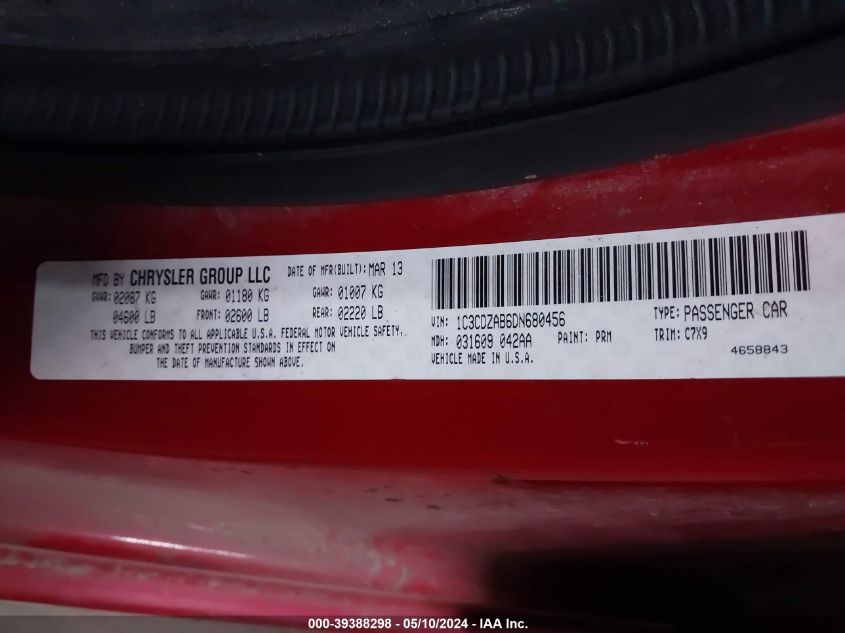 MFD BY CHRYSLER GROUP LLC DATE OF MFR(BUILT): MAR 13
GVWR: 02087 KG GAWR: 01180 KG GAWR: 01007 KG
04600 LB FRONT: 02600 LB REAR: 02220 LB
THIS VEHICLE CONFORMS TO ALL APPLICABLE U.S.A. FEDERAL MOTOR VEHICLE SAFETY,
BUMPER AND THEFT PREVENTION STANDARDS IN EFFECT ON
THE DATE OF MANUFACTURE SHOWN ABOVE.
VIN: 1C3CDZAB6DN680456 TYPE: PASSENGER CAR
MDH: 031609 042AA PAINT: PRM TRIM: C7X9
VEHICLE MADE IN U.S.A. 4658843
000-39388298 - 05/10/2024 - IAA Inc.